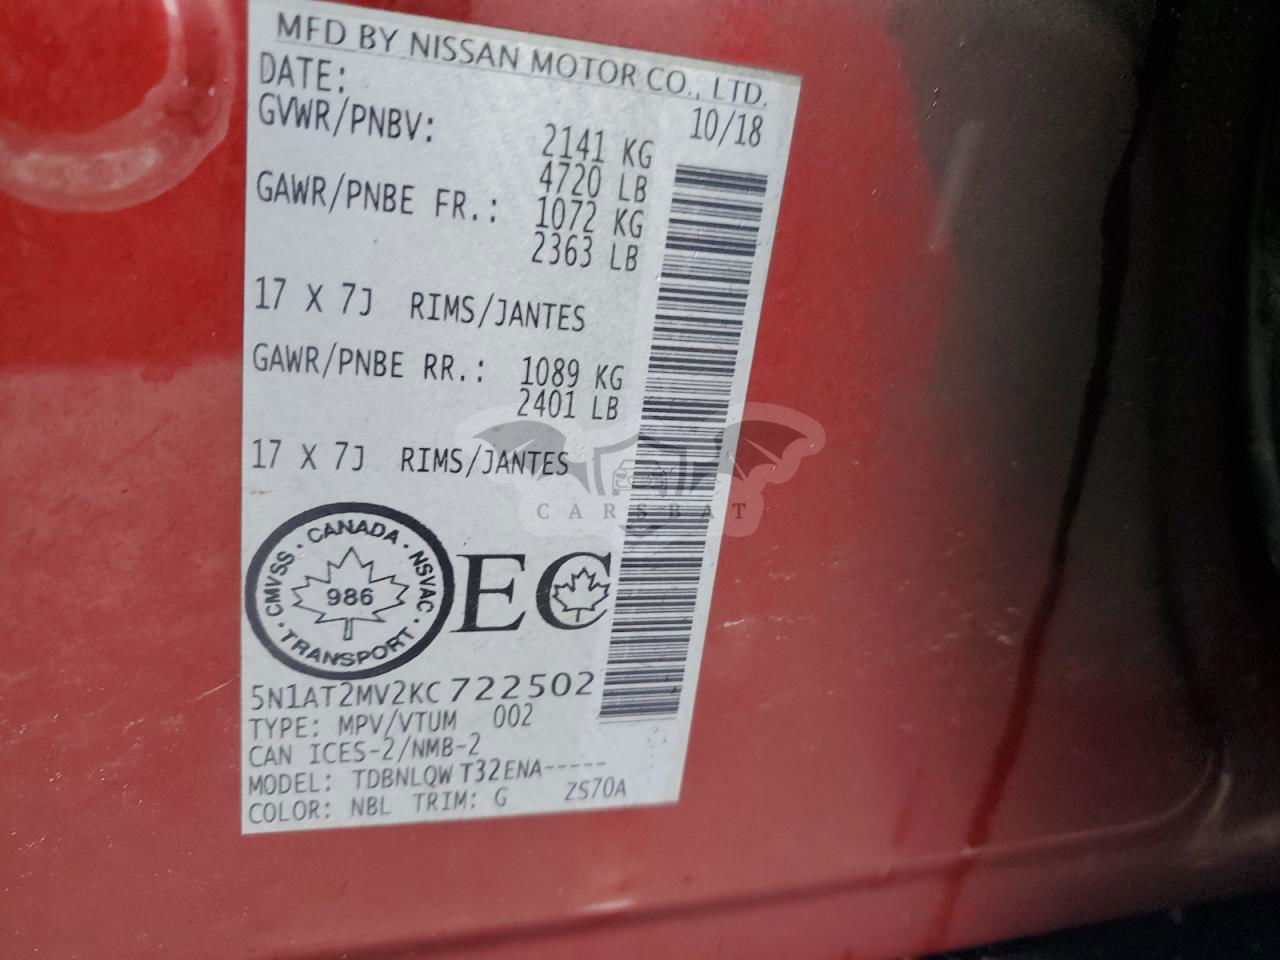 MFD BY NISSAN MOTOR CO., LTD.
DATE: 10/18
GVWR/PNBV: 2141 KG
4720 LB
GAWR/PNBE FR.: 1072 KG
2363 LB
17 X 7J RIMS/JANTES
GAWR/PNBE RR.: 1089 KG
2401 LB
17 X 7J RIMS/JANTES
CARSBAT
CANADA · NSVAC · TRANSPORT · CMVSS ·
986
EC
5N1AT2MV2KC722502
TYPE: MPV/VTUM 002
CAN ICES-2/NMB-2
MODEL: TDBNLQW T32ENA-----
COLOR: NBL TRIM: G ZS70A